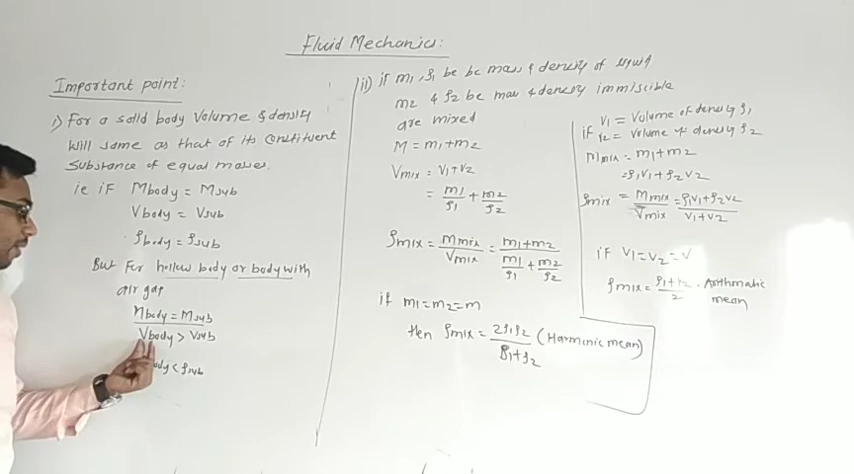 Fluid Mechanics:
Important point:
1) For a solid body Volume & density
Will same as that of its Constituent
Substance of equal masses.
ie if Mbody = Msub
Vbody = Vsub
ρbody = ρsub
But For hollow body or body with
air gap
Mbody = Msub
Vbody > Vsub
ody < ρsub
ii) if m1, ρ1 be be mass & density of
m2 & ρ2 be mass & density immiscible
are mixed
M = m1+m2
Vmix = V1+V2
= m1/ρ1 + m2/ρ2
ρmix = Mmix/Vmix = (m1+m2)/(m1/ρ1 + m2/ρ2)
if m1=m2=m
then ρmix = 2ρ1ρ2/(ρ1+ρ2) (Harmonic mean)
V1 = Volume of density ρ1
if V2 = Volume of density ρ2
Mmix = m1+m2
= ρ1V1+ρ2V2
ρmix = Mmix/Vmix = (ρ1V1+ρ2V2)/(V1+V2)
if V1=V2=V
ρmix = (ρ1+ρ2)/2 . Arithmatic
mean